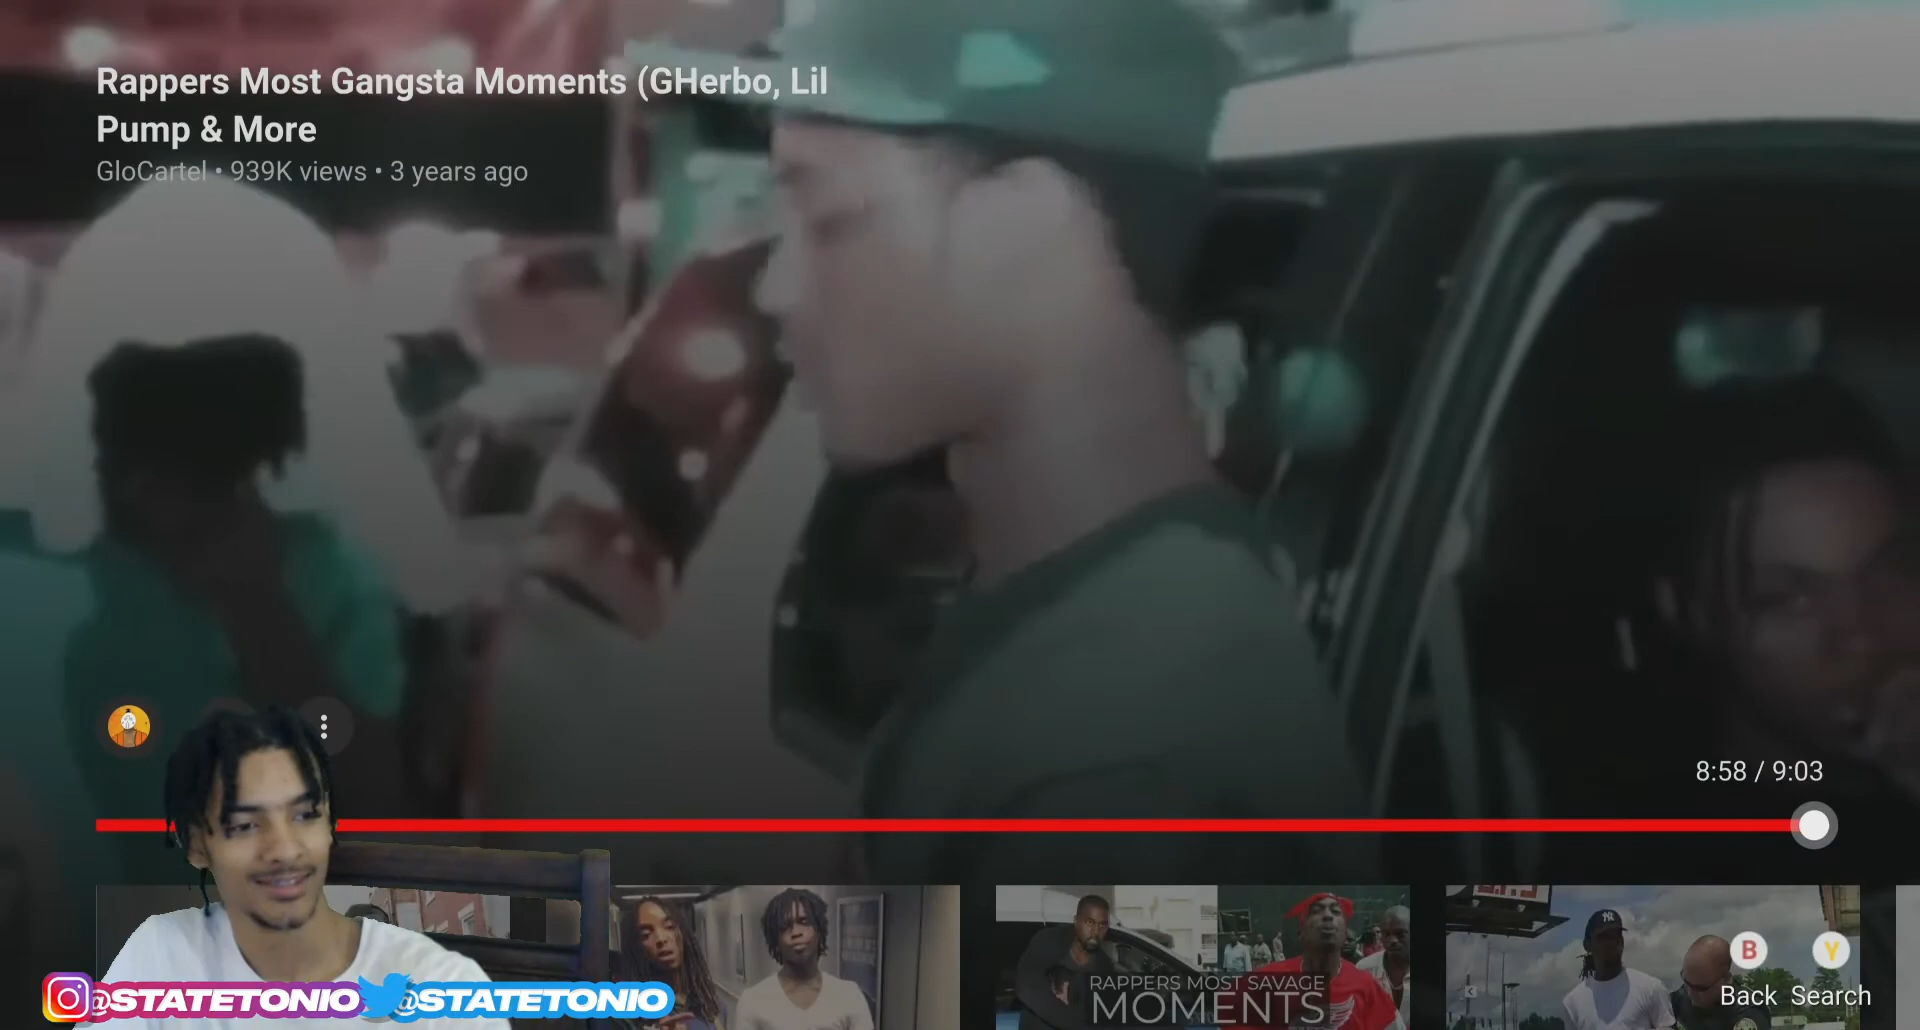 Rappers Most Gangsta Moments (GHerbo, Lil
Pump & More
GloCartel • 939K views • 3 years ago
8:58 / 9:03
RAPPERS MOST SAVAGE
MOMENTS
B Y
Back Search
@STATETONIO @STATETONIO